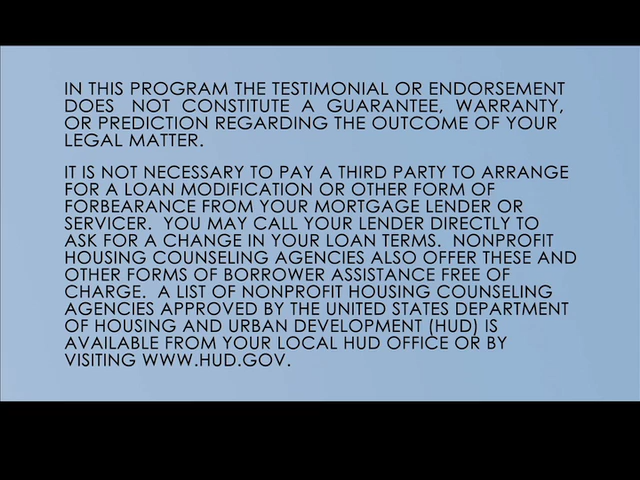 IN THIS PROGRAM THE TESTIMONIAL OR ENDORSEMENT
DOES NOT CONSTITUTE A GUARANTEE, WARRANTY,
OR PREDICTION REGARDING THE OUTCOME OF YOUR
LEGAL MATTER.
IT IS NOT NECESSARY TO PAY A THIRD PARTY TO ARRANGE
FOR A LOAN MODIFICATION OR OTHER FORM OF
FORBEARANCE FROM YOUR MORTGAGE LENDER OR
SERVICER. YOU MAY CALL YOUR LENDER DIRECTLY TO
ASK FOR A CHANGE IN YOUR LOAN TERMS. NONPROFIT
HOUSING COUNSELING AGENCIES ALSO OFFER THESE AND
OTHER FORMS OF BORROWER ASSISTANCE FREE OF
CHARGE. A LIST OF NONPROFIT HOUSING COUNSELING
AGENCIES APPROVED BY THE UNITED STATES DEPARTMENT
OF HOUSING AND URBAN DEVELOPMENT (HUD) IS
AVAILABLE FROM YOUR LOCAL HUD OFFICE OR BY
VISITING WWW.HUD.GOV.